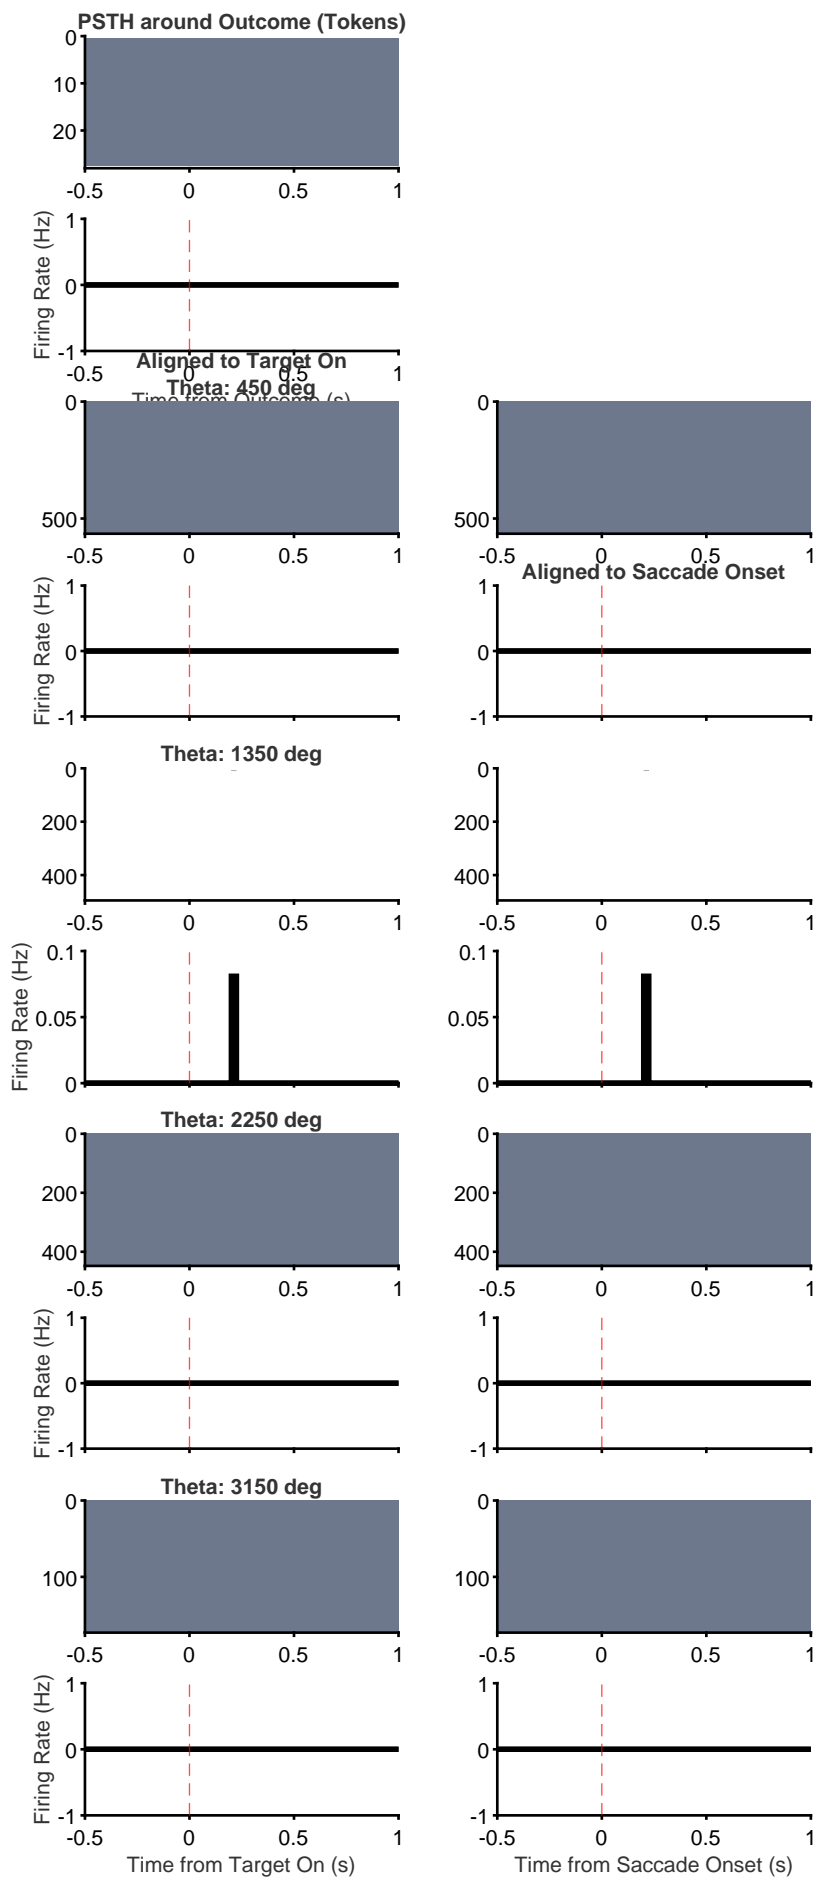 PSTH around Outcome (Tokens)
0
10
20
-0.5 0 0.5 1
Firing Rate (Hz)
1
0
-1
-0.5 0 0.5 1
Time from Outcome (s)
Aligned to Target On
Theta: 450 deg
0
500
-0.5 0 0.5 1
0
500
-0.5 0 0.5 1
Firing Rate (Hz)
1
0
-1
Aligned to Saccade Onset
1
0
-1
Theta: 1350 deg
0
200
400
-0.5 0 0.5 1
0
200
400
-0.5 0 0.5 1
Firing Rate (Hz)
0.1
0.05
0
0.1
0.05
0
Theta: 2250 deg
0
200
400
-0.5 0 0.5 1
0
200
400
-0.5 0 0.5 1
Firing Rate (Hz)
1
0
-1
1
0
-1
Theta: 3150 deg
0
100
-0.5 0 0.5 1
0
100
-0.5 0 0.5 1
Firing Rate (Hz)
1
0
-1
-0.5 0 0.5 1
Time from Target On (s)
1
0
-1
-0.5 0 0.5 1
Time from Saccade Onset (s)